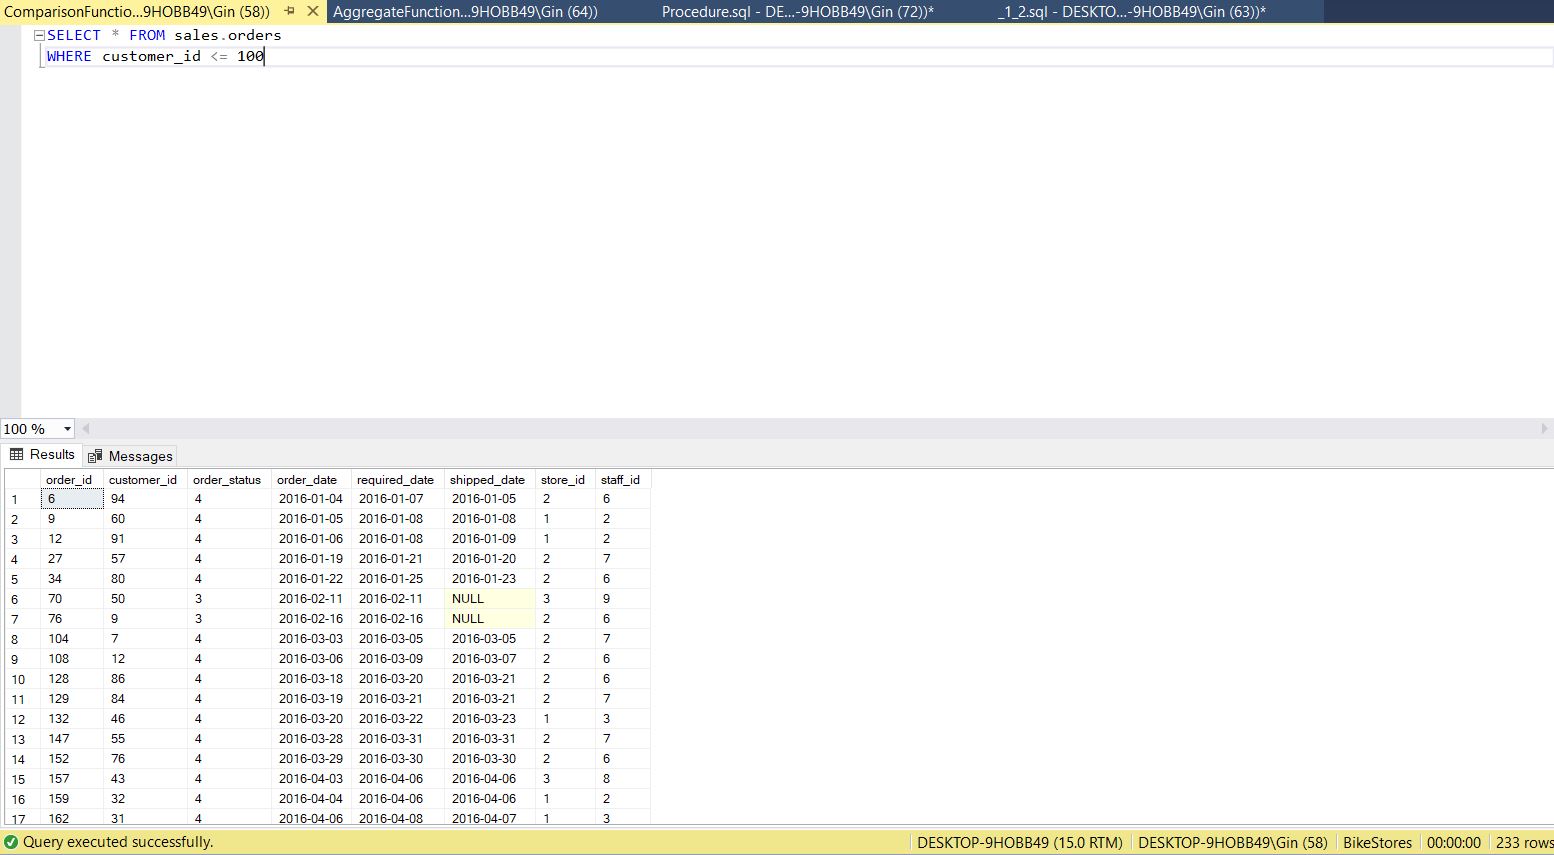 ComparisonFunctio...9HOBB49\Gin (58)) AggregateFunction...9HOBB49\Gin (64)) Procedure.sql - DE...-9HOBB49\Gin (72))* _1_2.sql - DESKTO...-9HOBB49\Gin (63))*
SELECT * FROM sales.orders
WHERE customer_id <= 100
100 %
Results Messages
order_id customer_id order_status order_date required_date shipped_date store_id staff_id
1 6 94 4 2016-01-04 2016-01-07 2016-01-05 2 6
2 9 60 4 2016-01-05 2016-01-08 2016-01-08 1 2
3 12 91 4 2016-01-06 2016-01-08 2016-01-09 1 2
4 27 57 4 2016-01-19 2016-01-21 2016-01-20 2 7
5 34 80 4 2016-01-22 2016-01-25 2016-01-23 2 6
6 70 50 3 2016-02-11 2016-02-11 NULL 3 9
7 76 9 3 2016-02-16 2016-02-16 NULL 2 6
8 104 7 4 2016-03-03 2016-03-05 2016-03-05 2 7
9 108 12 4 2016-03-06 2016-03-09 2016-03-07 2 6
10 128 86 4 2016-03-18 2016-03-20 2016-03-21 2 6
11 129 84 4 2016-03-19 2016-03-21 2016-03-21 2 7
12 132 46 4 2016-03-20 2016-03-22 2016-03-23 1 3
13 147 55 4 2016-03-28 2016-03-31 2016-03-31 2 7
14 152 76 4 2016-03-29 2016-03-30 2016-03-30 2 6
15 157 43 4 2016-04-03 2016-04-06 2016-04-06 3 8
16 159 32 4 2016-04-04 2016-04-06 2016-04-06 1 2
17 162 31 4 2016-04-06 2016-04-08 2016-04-07 1 3
Query executed successfully. DESKTOP-9HOBB49 (15.0 RTM) DESKTOP-9HOBB49\Gin (58) BikeStores 00:00:00 233 rows